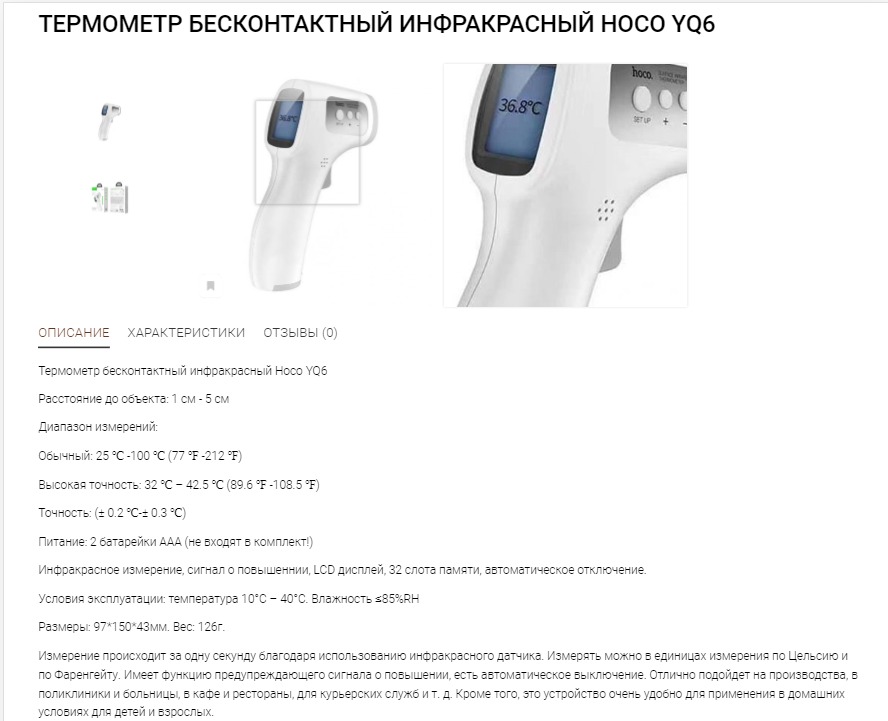 ТЕРМОМЕТР БЕСКОНТАКТНЫЙ ИНФРАКРАСНЫЙ HOCO YQ6
36.8°C
hoco.
36.8°C
SET UP + −
ОПИСАНИЕ ХАРАКТЕРИСТИКИ ОТЗЫВЫ (0)
Термометр бесконтактный инфракрасный Hoco YQ6
Расстояние до объекта: 1 см - 5 см
Диапазон измерений:
Обычный: 25 ℃ -100 ℃ (77 ℉ -212 ℉)
Высокая точность: 32 ℃ – 42.5 ℃ (89.6 ℉ -108.5 ℉)
Точность: (± 0.2 ℃-± 0.3 ℃)
Питание: 2 батарейки ААА (не входят в комплект!)
Инфракрасное измерение, сигнал о повышеннии, LCD дисплей, 32 слота памяти, автоматическое отключение.
Условия эксплуатации: температура 10°C – 40°C. Влажность ≤85%RH
Размеры: 97*150*43мм. Вес: 126г.
Измерение происходит за одну секунду благодаря использованию инфракрасного датчика. Измерять можно в единицах измерения по Цельсию и
по Фаренгейту. Имеет функцию предупреждающего сигнала о повышении, есть автоматическое выключение. Отлично подойдет на производства, в
поликлиники и больницы, в кафе и рестораны, для курьерских служб и т. д. Кроме того, это устройство очень удобно для применения в домашних
условиях для детей и взрослых.